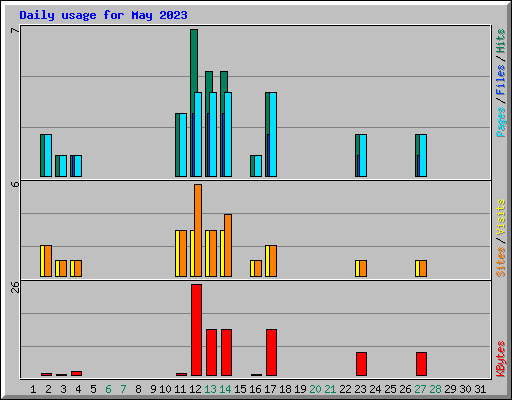 Daily usage for May 2023
7
Pages / Files / Hits
6
Sites / Visits
26
KBytes
1 2 3 4 5 6 7 8 9 10 11 12 13 14 15 16 17 18 19 20 21 22 23 24 25 26 27 28 29 30 31